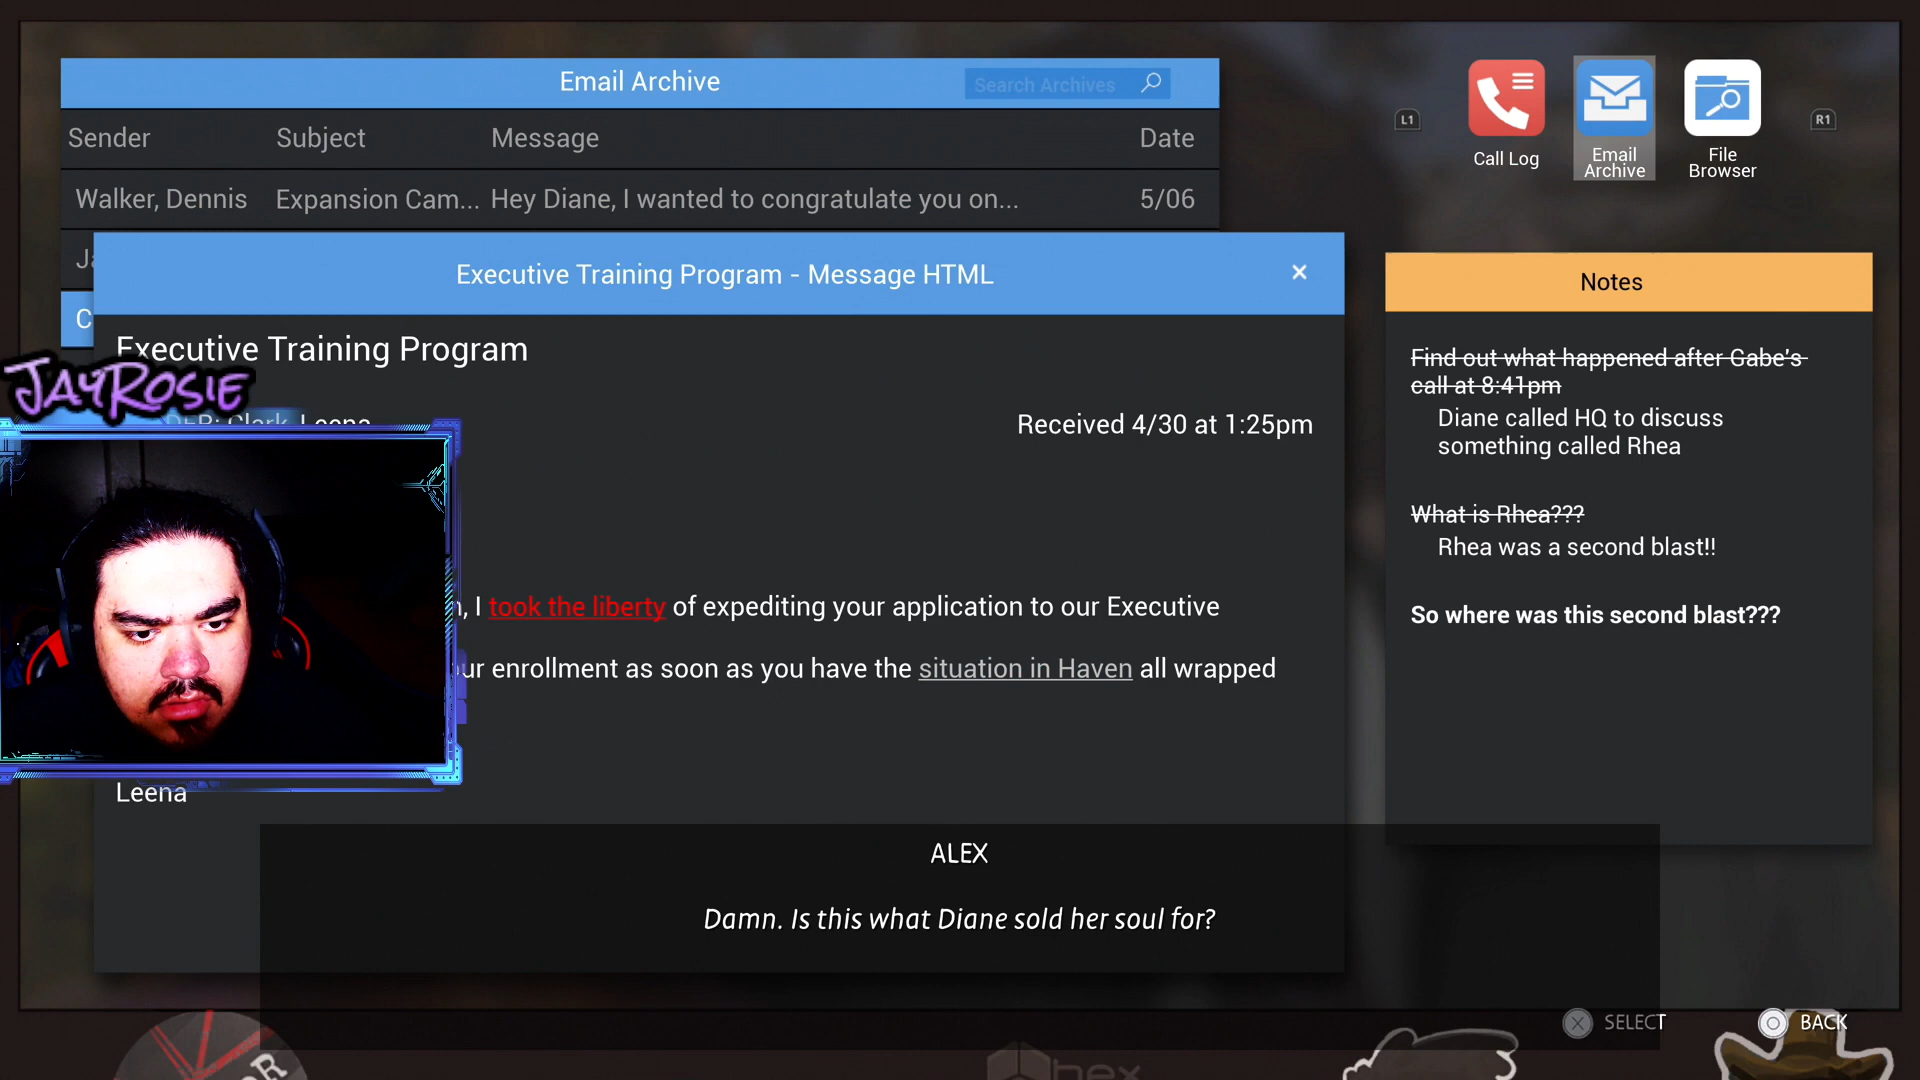 Email Archive
Search Archives
Sender Subject Message Date
Walker, Dennis Expansion Cam... Hey Diane, I wanted to congratulate you on... 5/06
Ja
C
Executive Training Program - Message HTML
Executive Training Program
Clark, Leena
Received 4/30 at 1:25pm
, I took the liberty of expediting your application to our Executive
ur enrollment as soon as you have the situation in Haven all wrapped
Leena
JAYROSIE
L1
Call Log
Email
Archive
File
Browser
R1
Notes
Find out what happened after Gabe's
call at 8:41pm
Diane called HQ to discuss
something called Rhea
What is Rhea???
Rhea was a second blast!!
So where was this second blast???
ALEX
Damn. Is this what Diane sold her soul for?
SELECT
BACK
hex